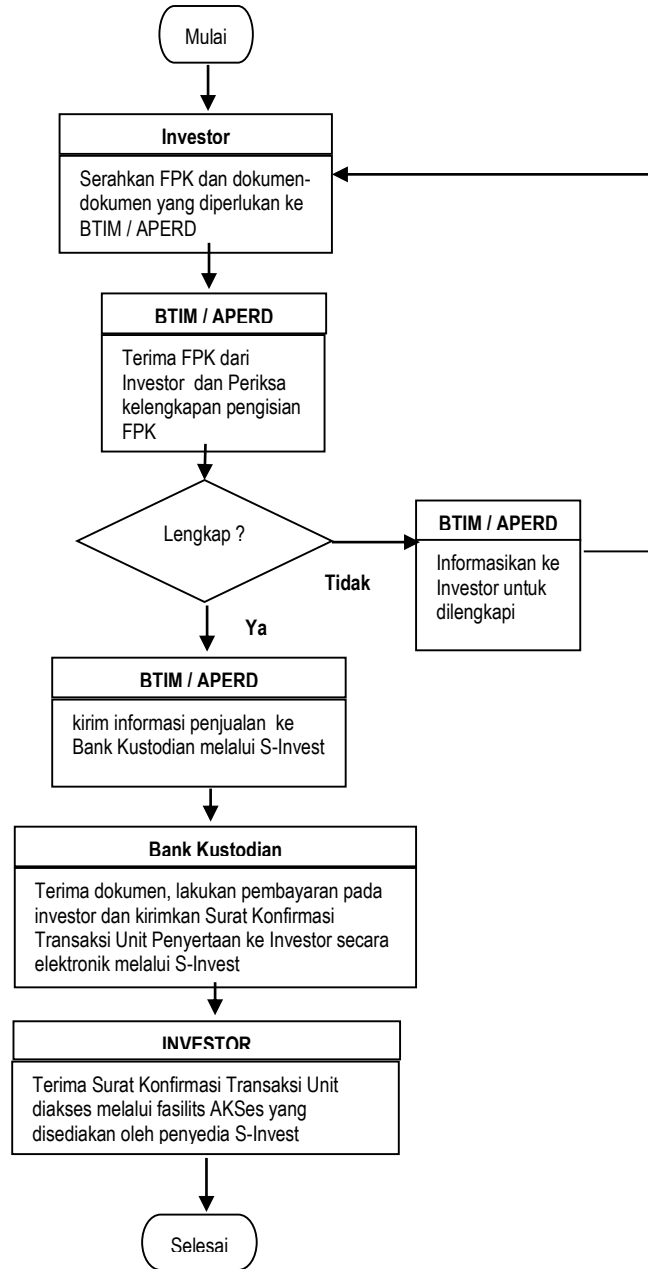 Mulai
Investor
Serahkan FPK dan dokumen-
dokumen yang diperlukan ke
BTIM / APERD
BTIM / APERD
Terima FPK dari
Investor dan Periksa
kelengkapan pengisian
FPK
Lengkap ?
Tidak
BTIM / APERD
Informasikan ke
Investor untuk
dilengkapi
Ya
BTIM / APERD
kirim informasi penjualan ke
Bank Kustodian melalui S-Invest
Bank Kustodian
Terima dokumen, lakukan pembayaran pada
investor dan kirimkan Surat Konfirmasi
Transaksi Unit Penyertaan ke Investor secara
elektronik melalui S-Invest
INVESTOR
Terima Surat Konfirmasi Transaksi Unit
diakses melalui fasilits AKSes yang
disediakan oleh penyedia S-Invest
Selesai